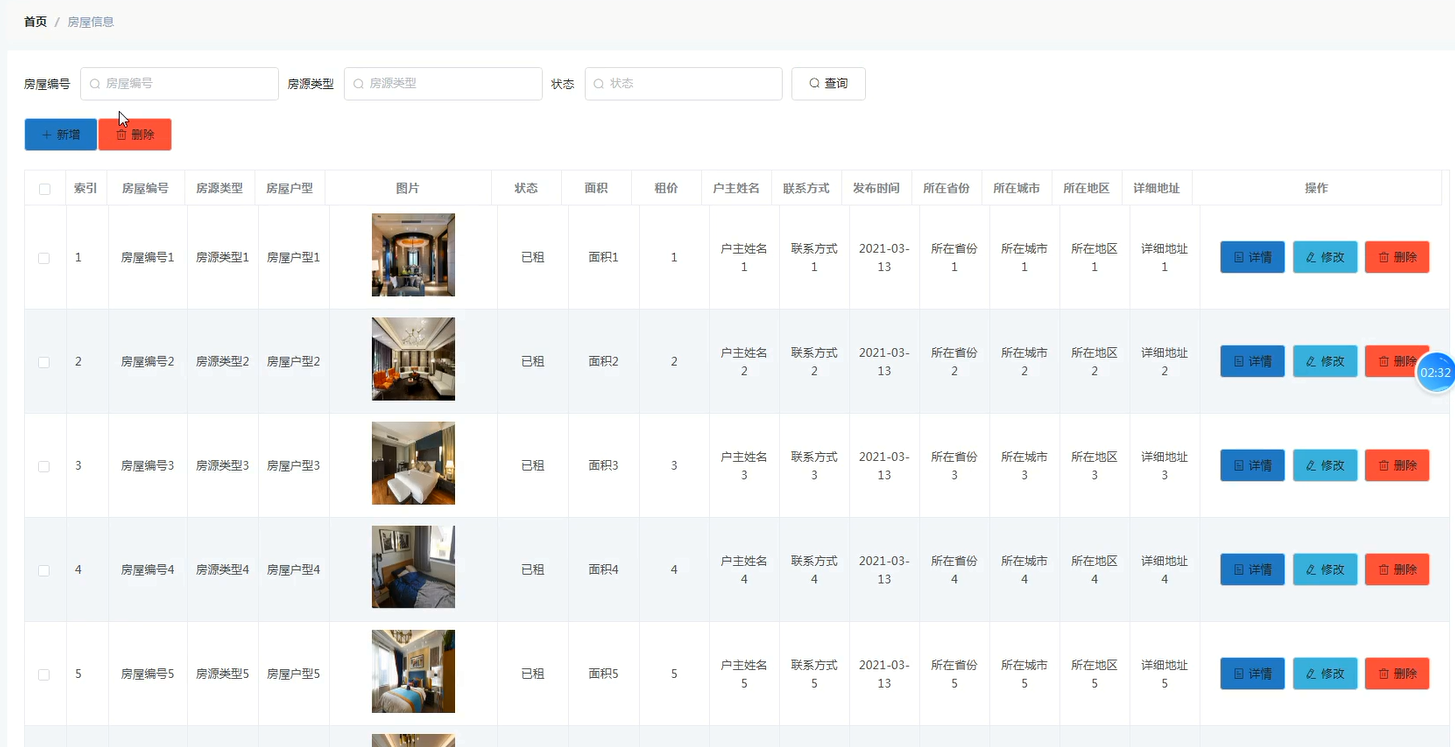 首页 / 房屋信息
房屋编号 房屋编号 房源类型 房源类型 状态 状态 查询
新增 删除
索引 房屋编号 房源类型 房屋户型 图片 状态 面积 租价 户主姓名 联系方式 发布时间 所在省份 所在城市 所在地区 详细地址 操作
1 房屋编号1 房源类型1 房屋户型1 已租 面积1 1 户主姓名 联系方式 2021-03- 所在省份 所在城市 所在地区 详细地址 详情 修改 删除
1 1 13 1 1 1 1
2 房屋编号2 房源类型2 房屋户型2 已租 面积2 2 户主姓名 联系方式 2021-03- 所在省份 所在城市 所在地区 详细地址 详情 修改 删除
2 2 13 2 2 2 2
02:32
3 房屋编号3 房源类型3 房屋户型3 已租 面积3 3 户主姓名 联系方式 2021-03- 所在省份 所在城市 所在地区 详细地址 详情 修改 删除
3 3 13 3 3 3 3
4 房屋编号4 房源类型4 房屋户型4 已租 面积4 4 户主姓名 联系方式 2021-03- 所在省份 所在城市 所在地区 详细地址 详情 修改 删除
4 4 13 4 4 4 4
5 房屋编号5 房源类型5 房屋户型5 已租 面积5 5 户主姓名 联系方式 2021-03- 所在省份 所在城市 所在地区 详细地址 详情 修改 删除
5 5 13 5 5 5 5